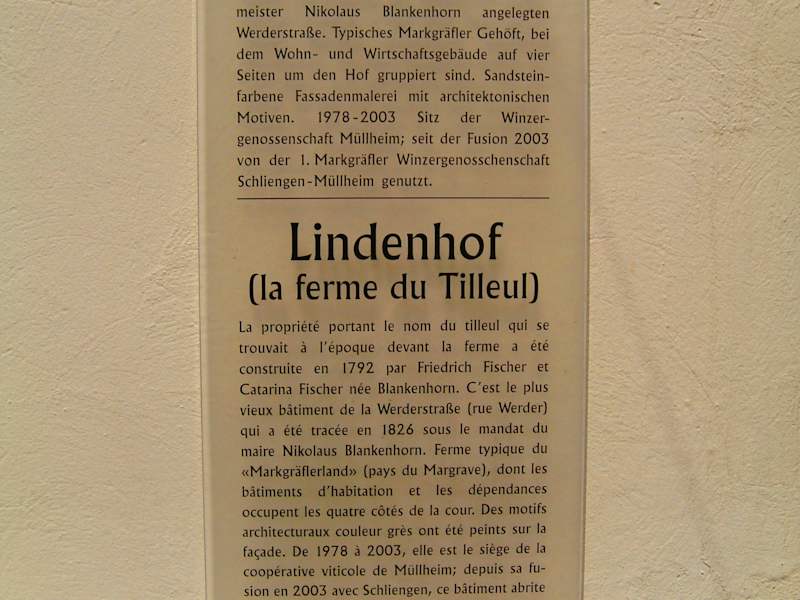 meister Nikolaus Blankenhorn angelegten
Werderstraße. Typisches Markgräfler Gehöft, bei
dem Wohn- und Wirtschaftsgebäude auf vier
Seiten um den Hof gruppiert sind. Sandstein-
farbene Fassadenmalerei mit architektonischen
Motiven. 1978-2003 Sitz der Winzer-
genossenschaft Müllheim; seit der Fusion 2003
von der 1. Markgräfler Winzergenosschenschaft
Schliengen-Müllheim genutzt.
Lindenhof
(la ferme du Tilleul)
La propriété portant le nom du tilleul qui se
trouvait à l'époque devant la ferme a été
construite en 1792 par Friedrich Fischer et
Catarina Fischer née Blankenhorn. C'est le plus
vieux bâtiment de la Werderstraße (rue Werder)
qui a été tracée en 1826 sous le mandat du
maire Nikolaus Blankenhorn. Ferme typique du
«Markgräflerland» (pays du Margrave), dont les
bâtiments d'habitation et les dépendances
occupent les quatre côtés de la cour. Des motifs
architecturaux couleur grès ont été peints sur la
façade. De 1978 à 2003, elle est le siège de la
coopérative viticole de Müllheim; depuis sa fu-
sion en 2003 avec Schliengen, ce bâtiment abrite